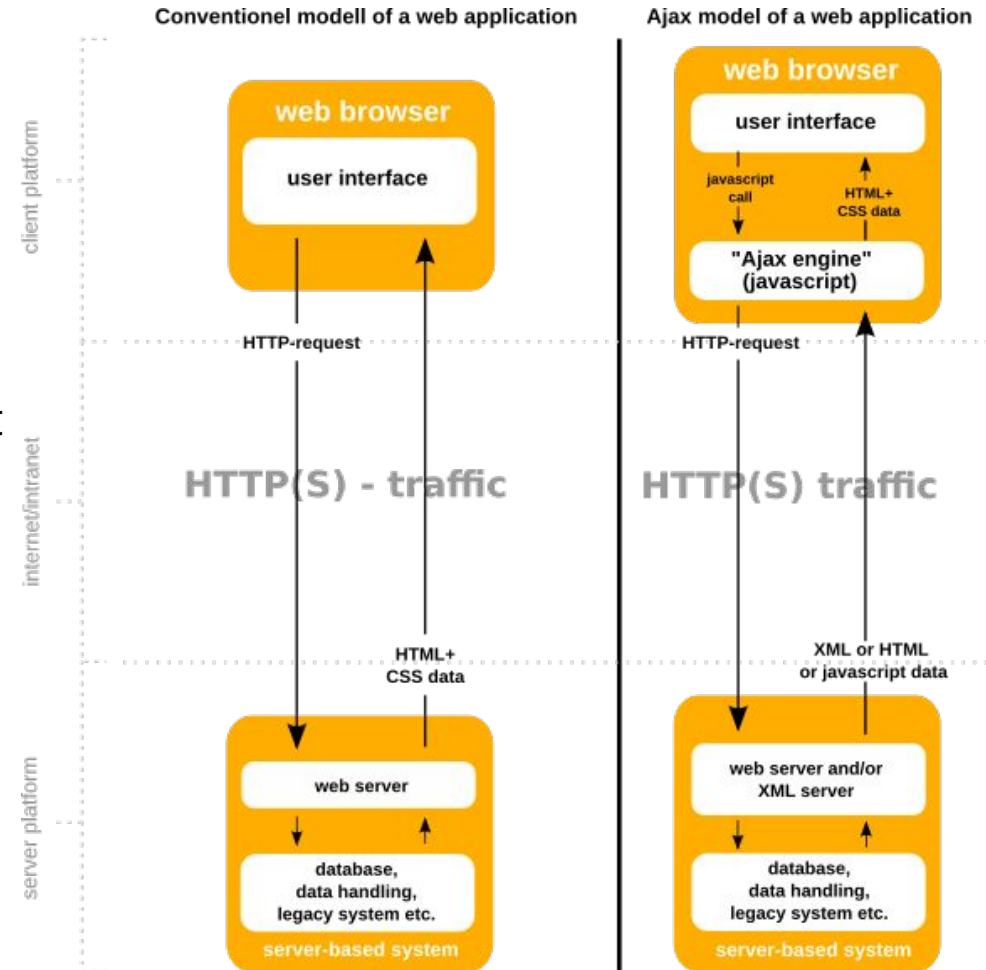 Conventionel modell of a web application
Ajax model of a web application
client platform
internet/intranet
server platform
web browser
user interface
HTTP-request
HTTP(S) - traffic
HTML+
CSS data
web server
database,
data handling,
legacy system etc.
server-based system
web browser
user interface
javascript
call
HTML+
CSS data
"Ajax engine"
(javascript)
HTTP-request
HTTP(S) traffic
XML or HTML
or javascript data
web server and/or
XML server
database,
data handling,
legacy system etc.
server-based system